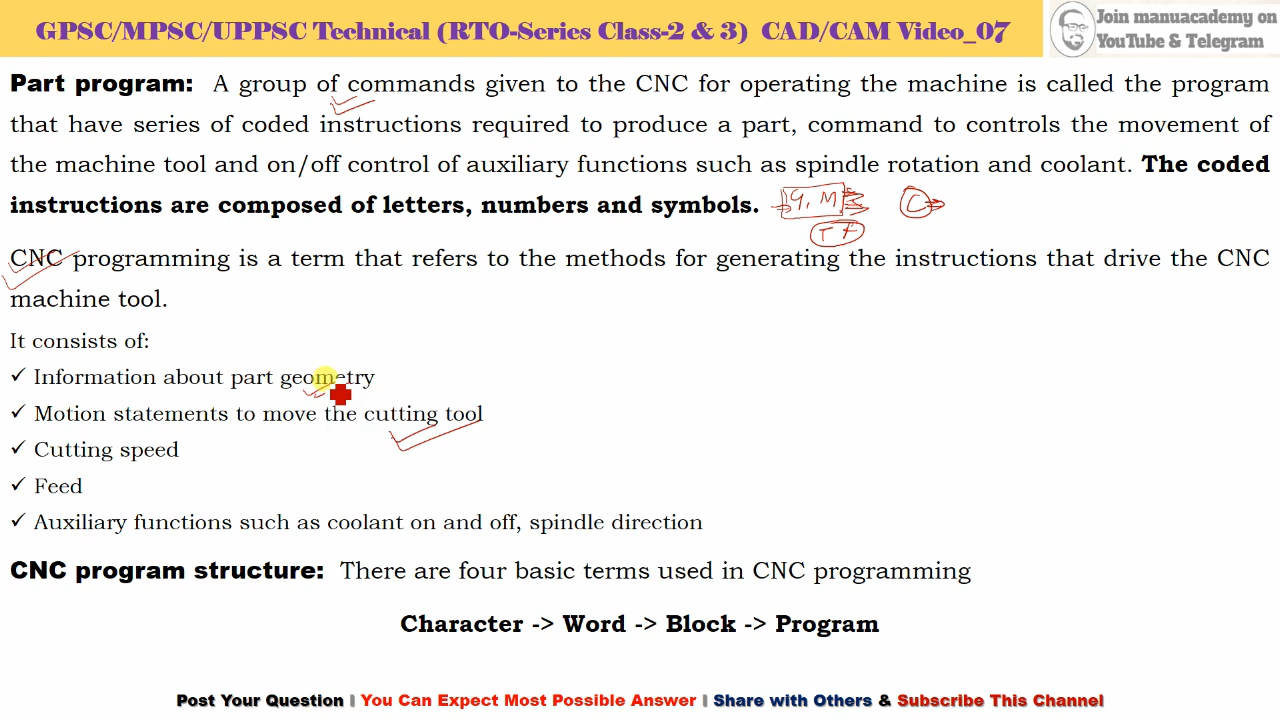 GPSC/MPSC/UPPSC Technical (RTO-Series Class-2 & 3) CAD/CAM Video_07
Join manuacademy on
YouTube & Telegram
Part program: A group of commands given to the CNC for operating the machine is called the program
that have series of coded instructions required to produce a part, command to controls the movement of
the machine tool and on/off control of auxiliary functions such as spindle rotation and coolant. The coded
instructions are composed of letters, numbers and symbols. G, M
T F
CNC programming is a term that refers to the methods for generating the instructions that drive the CNC
machine tool.
It consists of:
✓ Information about part geometry
✓ Motion statements to move the cutting tool
✓ Cutting speed
✓ Feed
✓ Auxiliary functions such as coolant on and off, spindle direction
CNC program structure: There are four basic terms used in CNC programming
Character -> Word -> Block -> Program
Post Your Question | You Can Expect Most Possible Answer | Share with Others & Subscribe This Channel